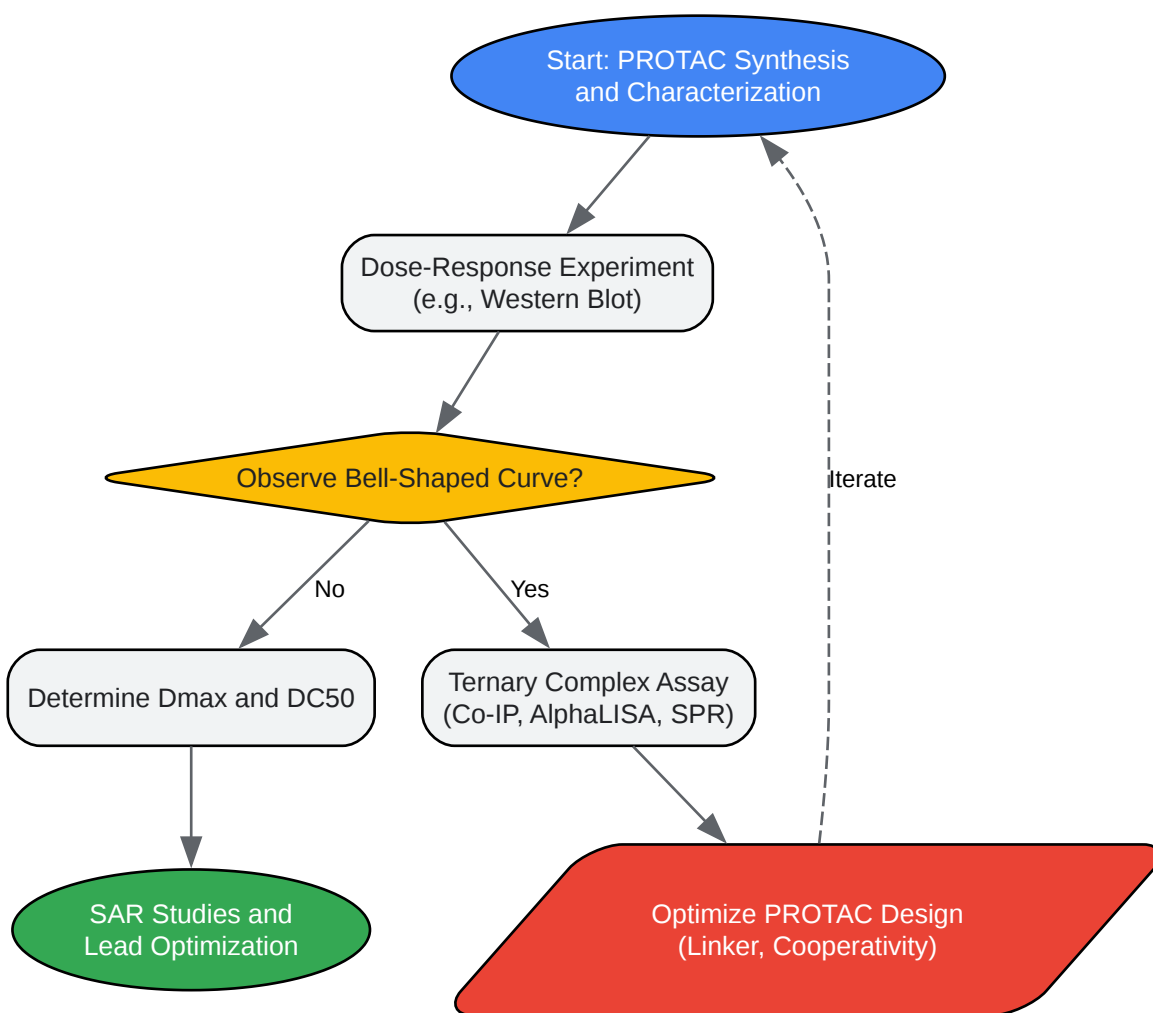 Start: PROTAC Synthesis
and Characterization
Dose-Response Experiment
(e.g., Western Blot)
Observe Bell-Shaped Curve?
Iterate
No
Yes
Determine Dmax and DC50
Ternary Complex Assay
(Co-IP, AlphaLISA, SPR)
SAR Studies and
Lead Optimization
Optimize PROTAC Design
(Linker, Cooperativity)